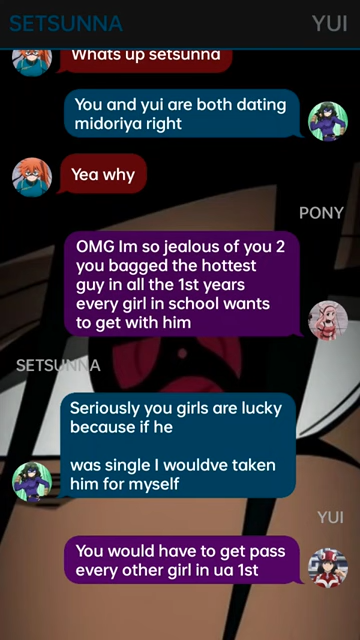 SETSUNNA
YUI
Whats up setsunna
You and yui are both dating
midoriya right
Yea why
PONY
OMG Im so jealous of you 2
you bagged the hottest
guy in all the 1st years
every girl in school wants
to get with him
SETSUNNA
Seriously you girls are lucky
because if he
was single I wouldve taken
him for myself
YUI
You would have to get pass
every other girl in ua 1st